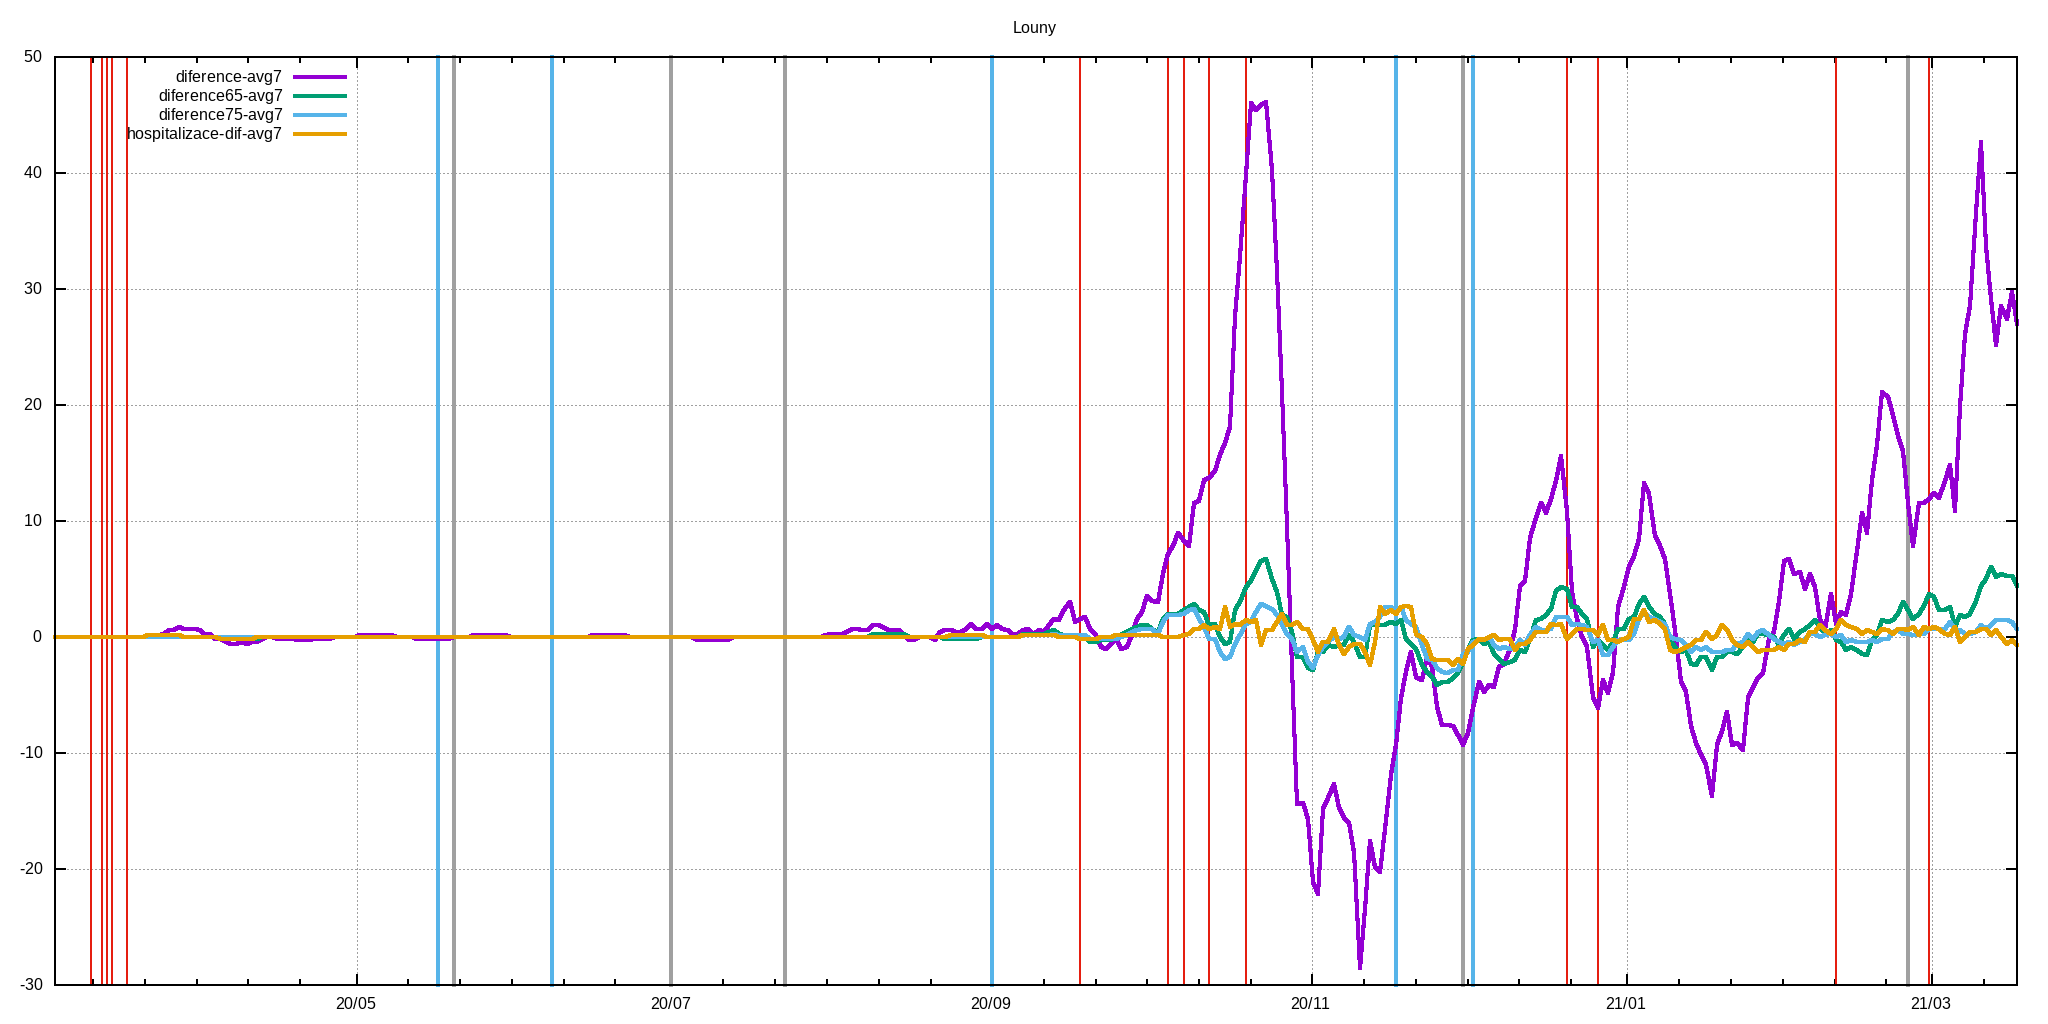 Louny
50
diference-avg7
diference65-avg7
diference75-avg7
hospitalizace-dif-avg7
40
30
20
10
0
-10
-20
-30
20/05 20/07 20/09 20/11 21/01 21/03